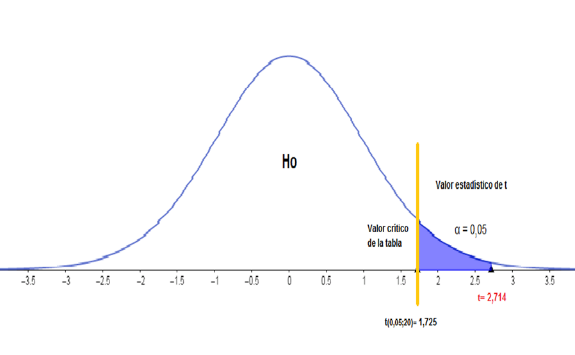 Ho
Valor estadistico de t
Valor crítico
de la tabla
α = 0,05
-3.5 -3 -2.5 -2 -1.5 -1 -0.5 0 0.5 1 1.5 2 2.5 3 3.5
t= 2,714
t(0,05;20)= 1,725